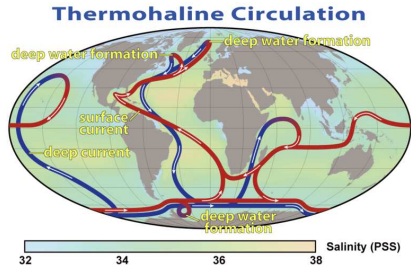 Thermohaline Circulation
deep water formation
deep water formation
surface
current
deep current
deep water
formation
Salinity (PSS)
32
34
36
38